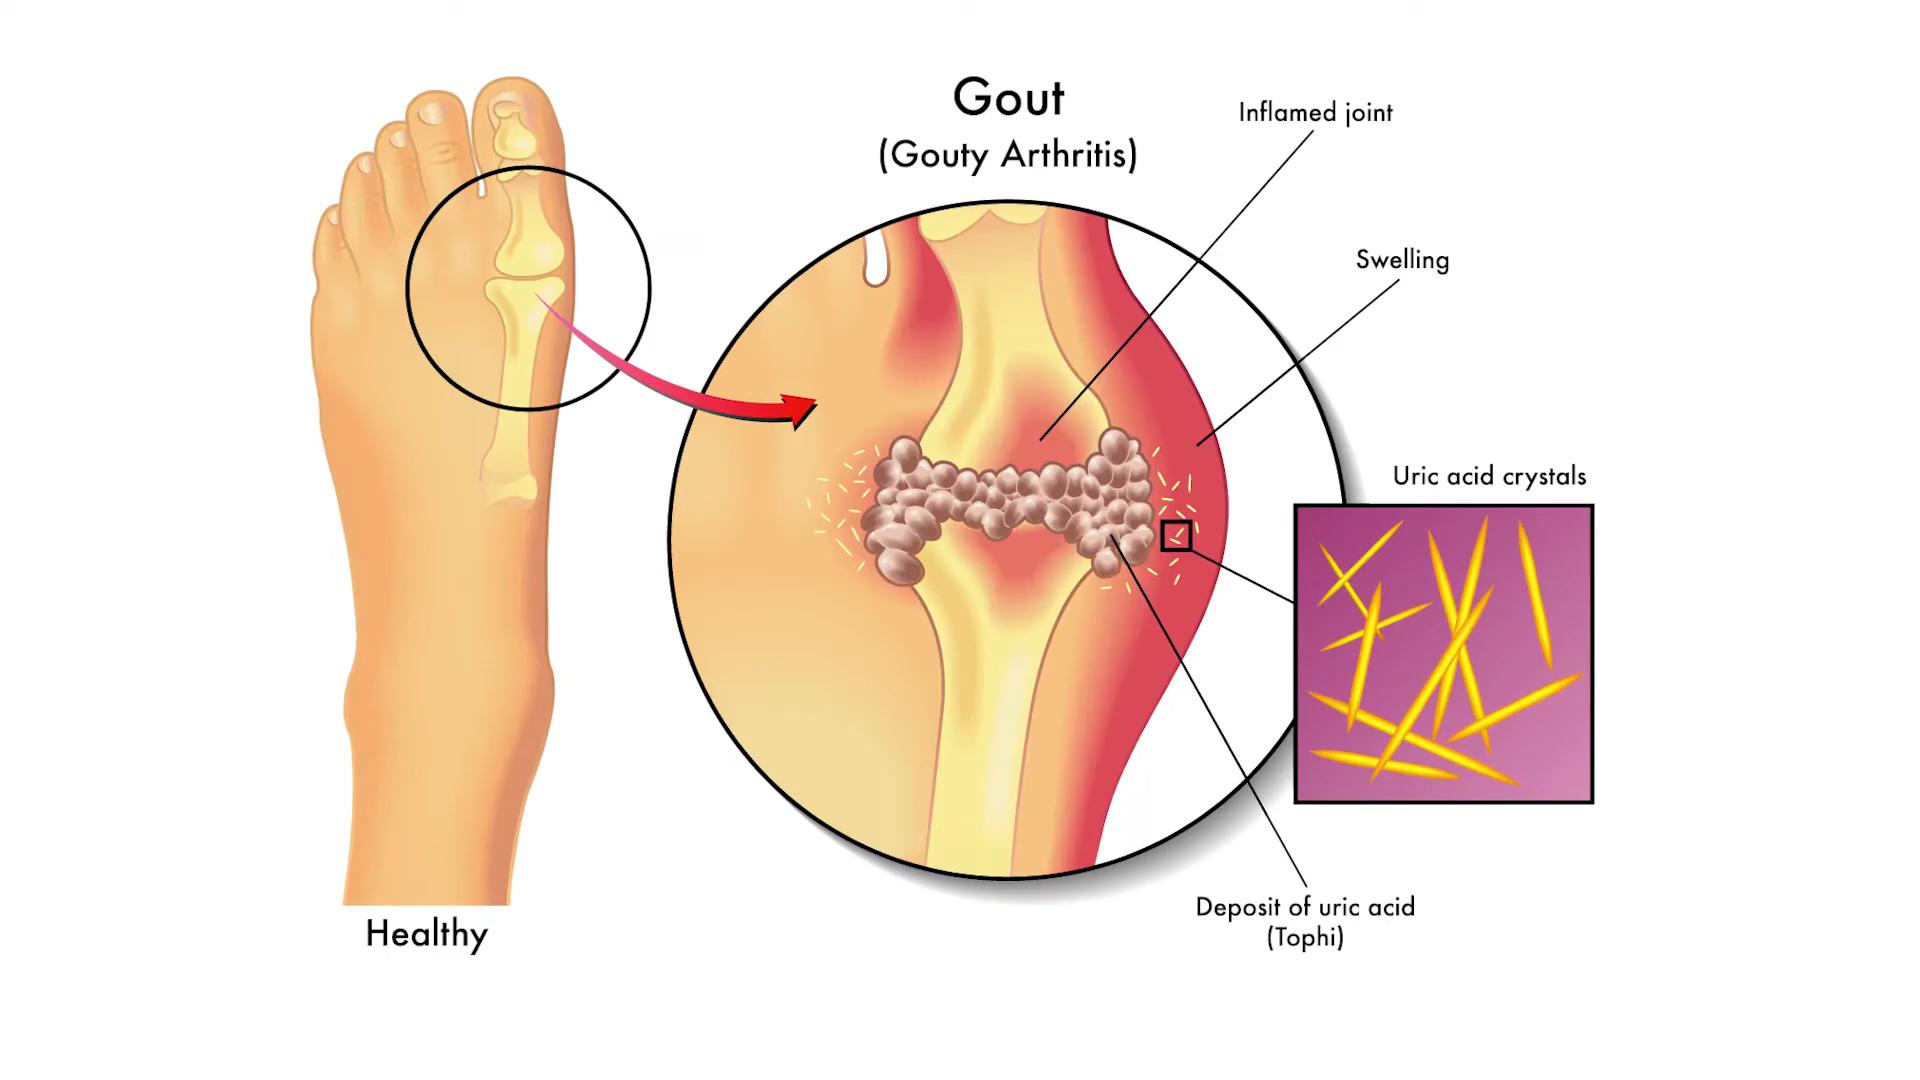 Gout
(Gouty Arthritis)
Inflamed joint
Swelling
Uric acid crystals
Deposit of uric acid
(Tophi)
Healthy